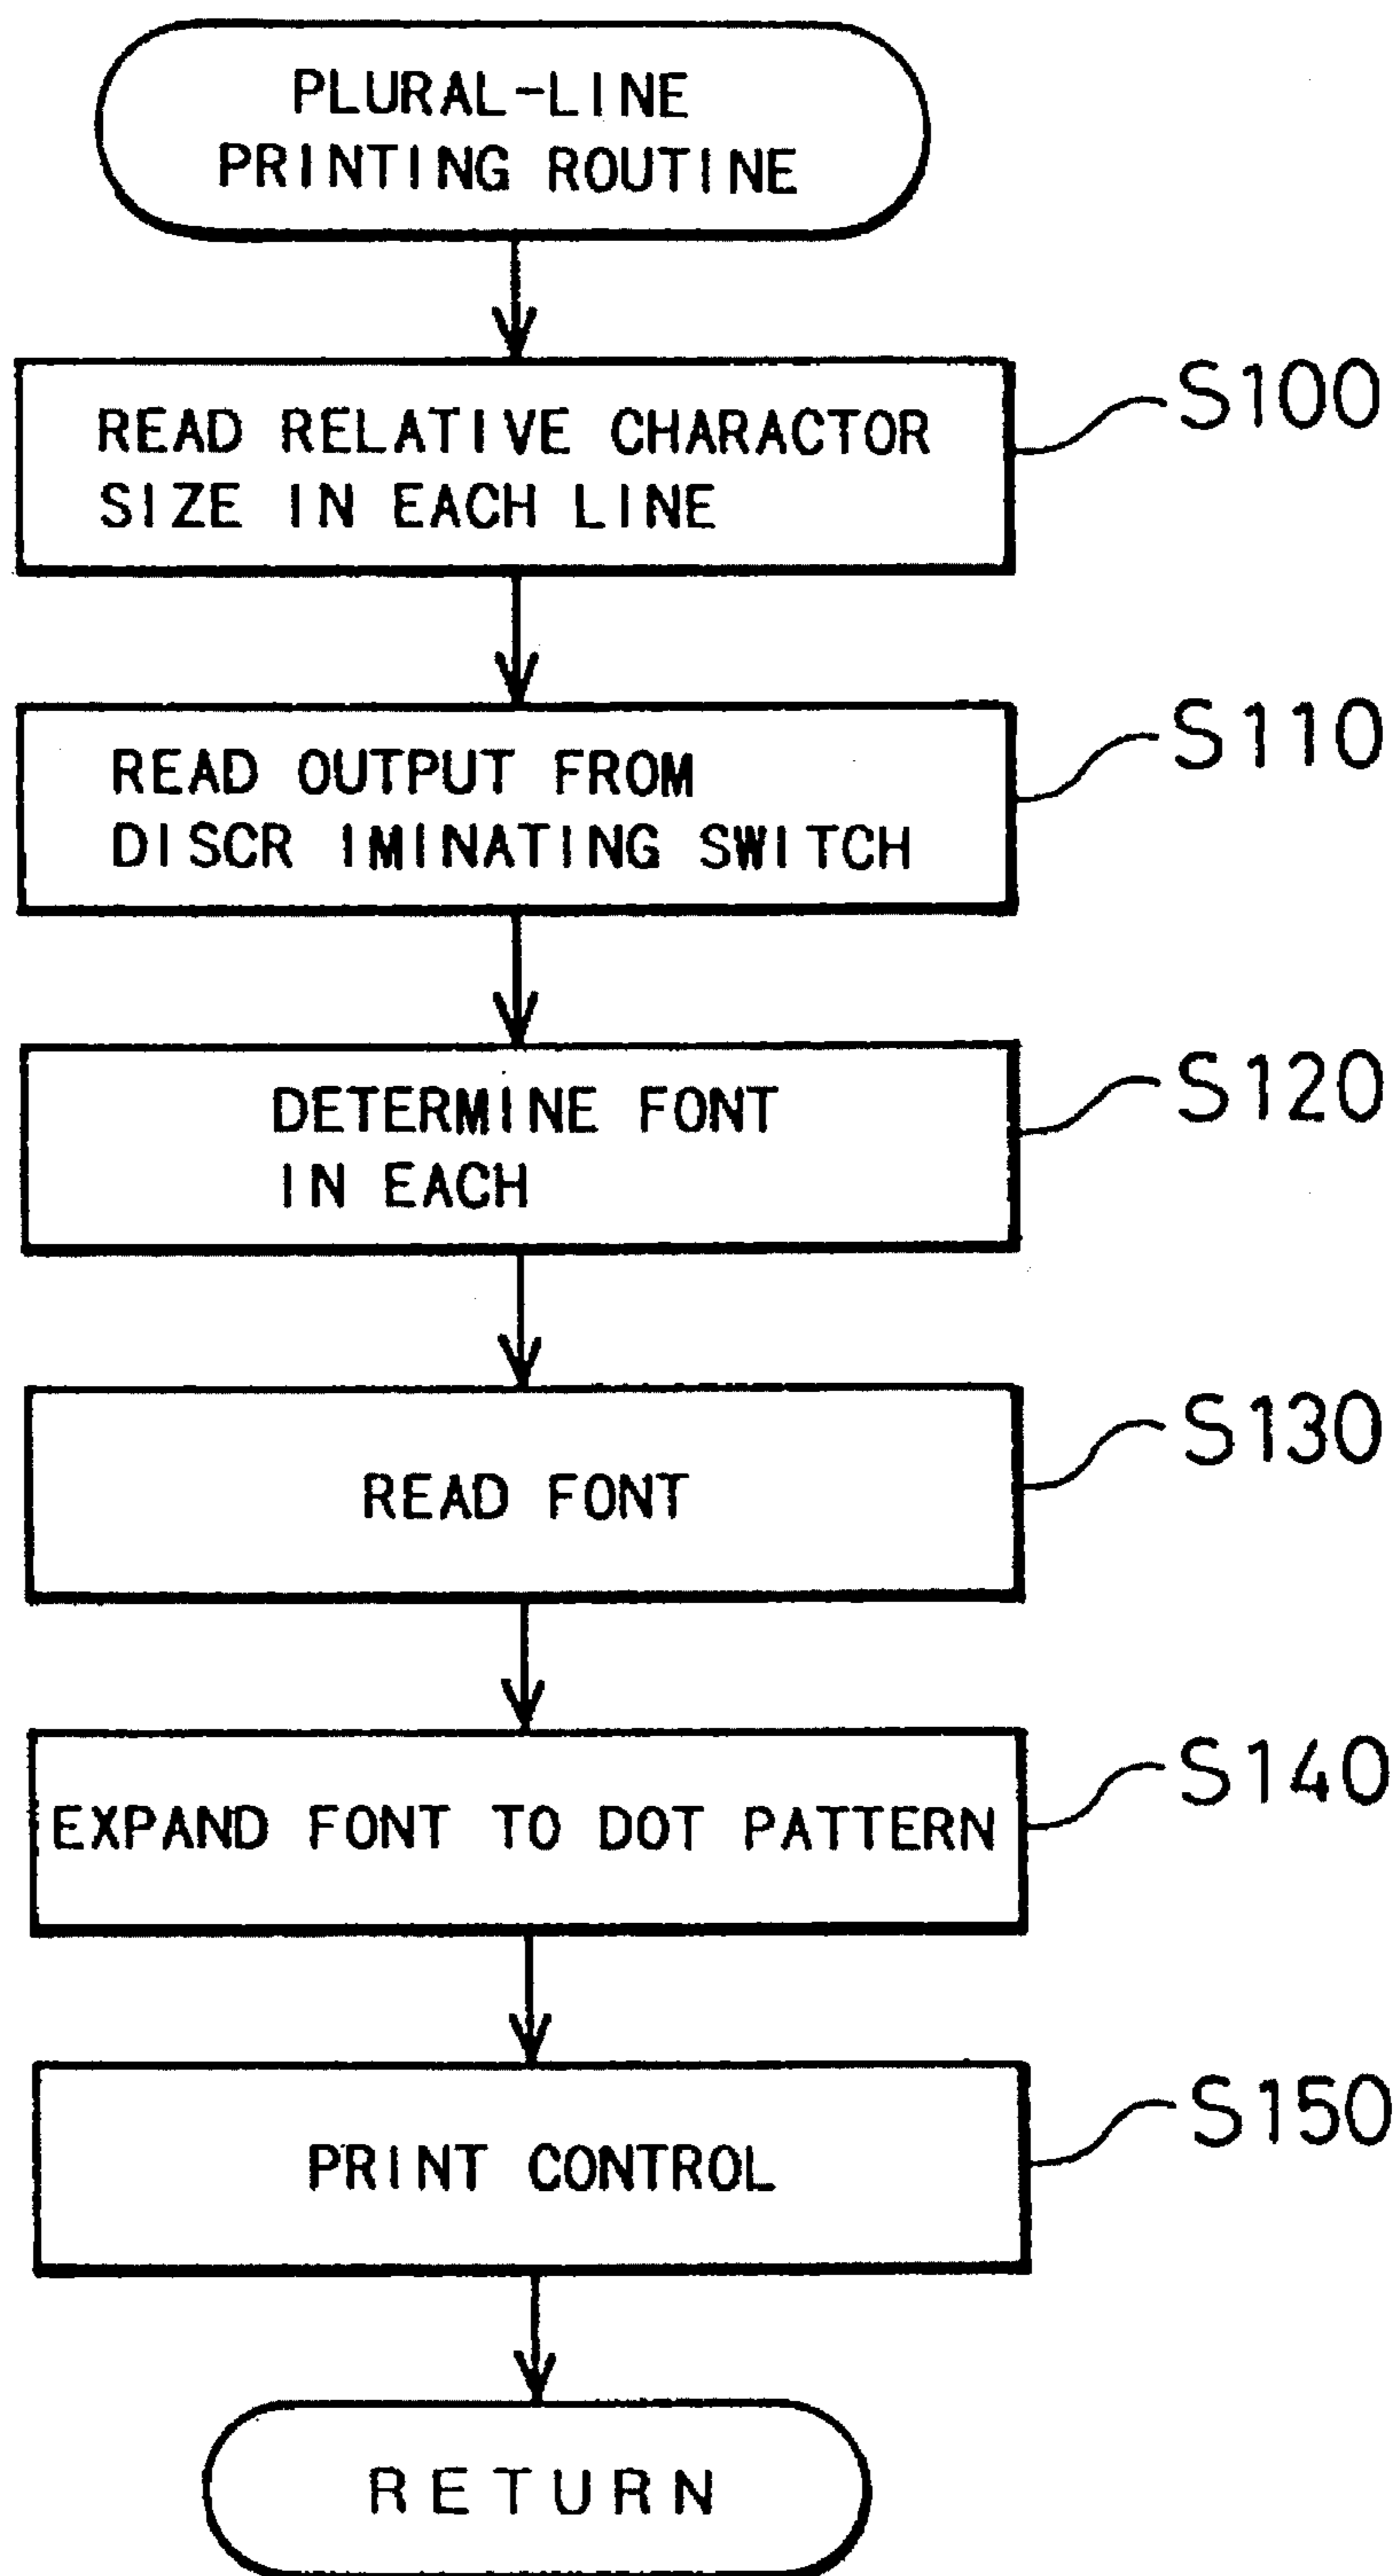 PLURAL-LINE
PRINTING ROUTINE
READ RELATIVE CHARACTOR
SIZE IN EACH LINE
S100
READ OUTPUT FROM
DISCR IMINATING SWITCH
S110
DETERMINE FONT
IN EACH
S120
READ FONT
S130
EXPAND FONT TO DOT PATTERN
S140
PRINT CONTROL
S150
RETURN